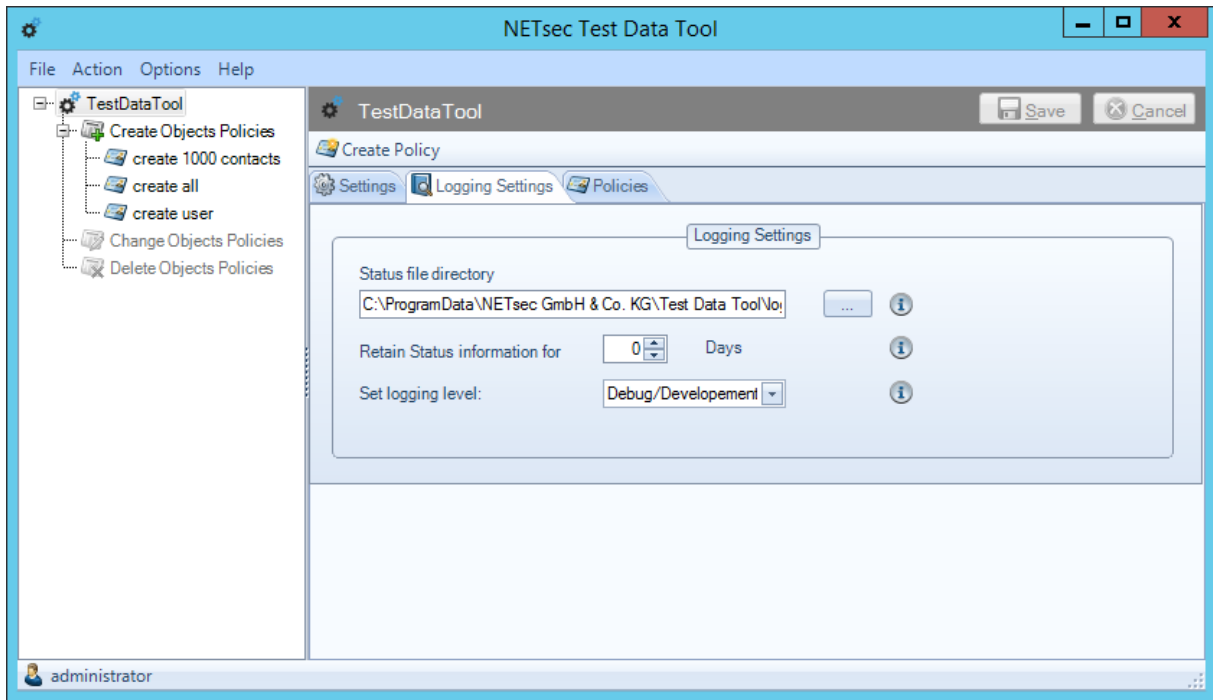 NETsec Test Data Tool
File Action Options Help
TestDataTool
Create Objects Policies
create 1000 contacts
create all
create user
Change Objects Policies
Delete Objects Policies
TestDataTool
Save Cancel
Create Policy
Settings Logging Settings Policies
Logging Settings
Status file directory
C:\ProgramData\NETsec GmbH & Co. KG\Test Data Tool\log
...
Retain Status information for 0 Days
Set logging level: Debug/Developement
administrator